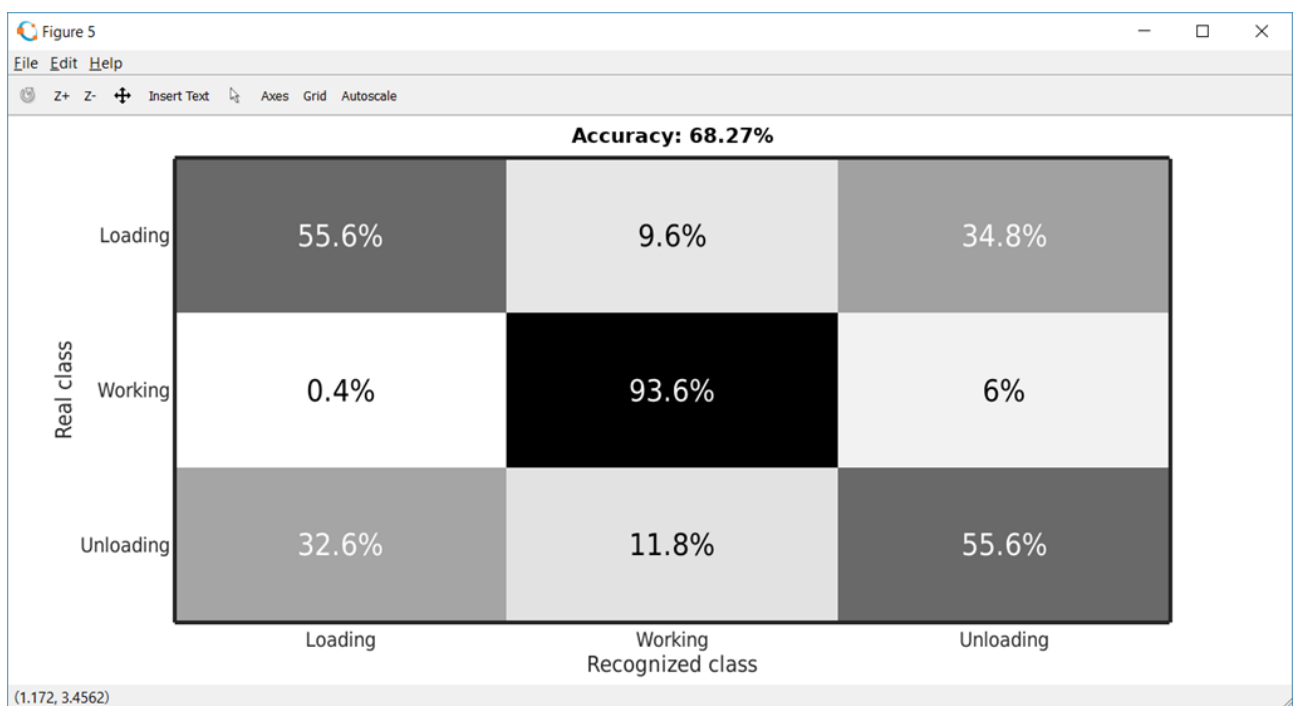 Figure 5
File Edit Help
Z+ Z- Insert Text Axes Grid Autoscale
Accuracy: 68.27%
Loading 55.6% 9.6% 34.8%
Real class
Working 0.4% 93.6% 6%
Unloading 32.6% 11.8% 55.6%
Loading Working Unloading
Recognized class
(1.172, 3.4562)